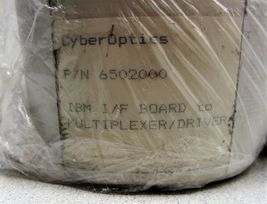 CyberOptics
P/N 6502000
IBM I/F BOARD to
MULTIPLEXER/DRIVER